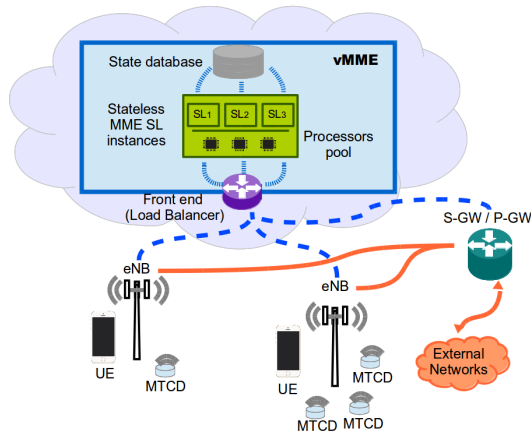 State database
vMME
Stateless
MME SL
instances
SL1
SL2
SL3
Processors
pool
Front end
(Load Balancer)
S-GW / P-GW
eNB
eNB
UE
MTCD
UE
MTCD
MTCD
MTCD
External
Networks